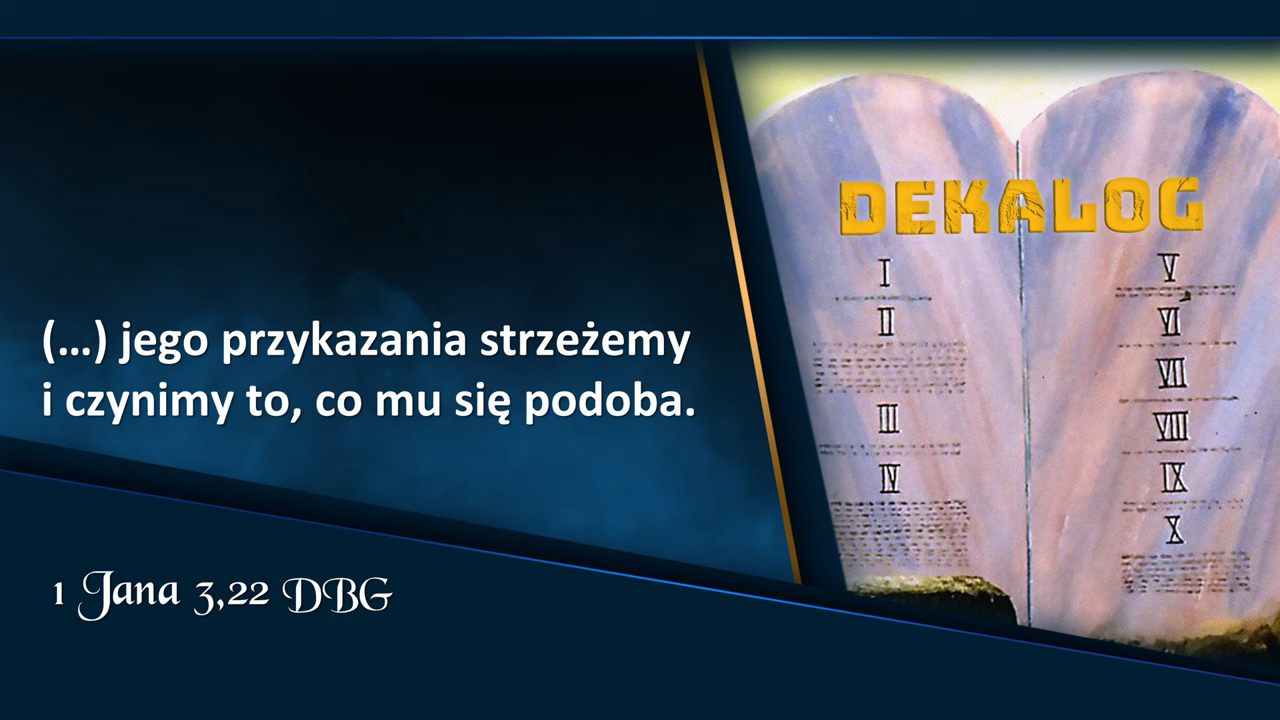 (...) jego przykazania strzeżemy
i czynimy to, co mu się podoba.
1 Jana 3,22 DBG
DEKALOG
I
II
III
IV
V
VI
VII
VIII
IX
X